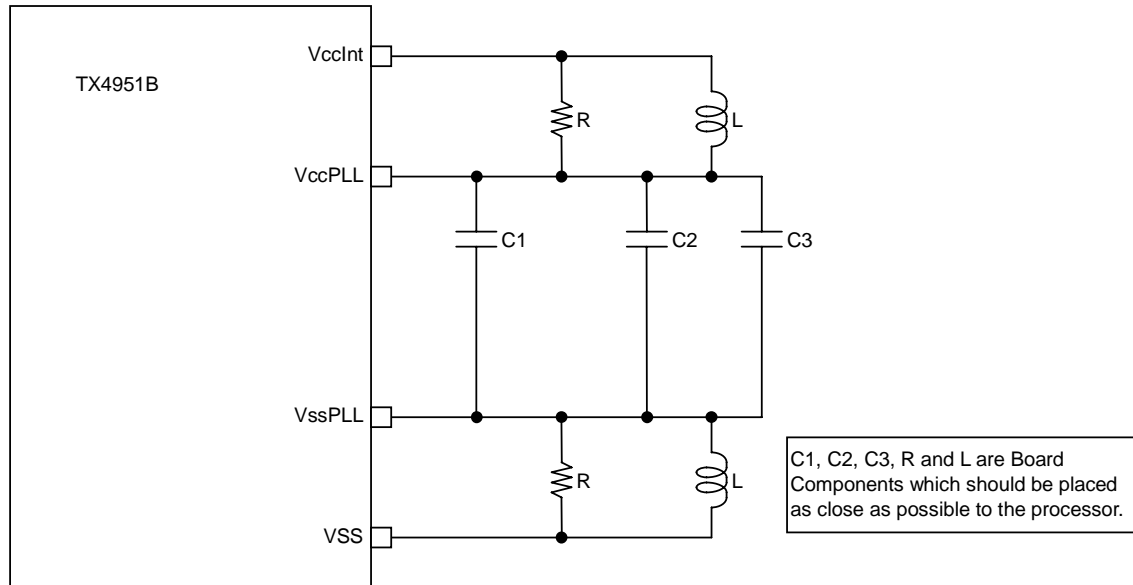 VccInt
TX4951B
R
L
VccPLL
C1
C2
C3
VssPLL
C1, C2, C3, R and L are Board
Components which should be placed
as close as possible to the processor.
R
L
VSS